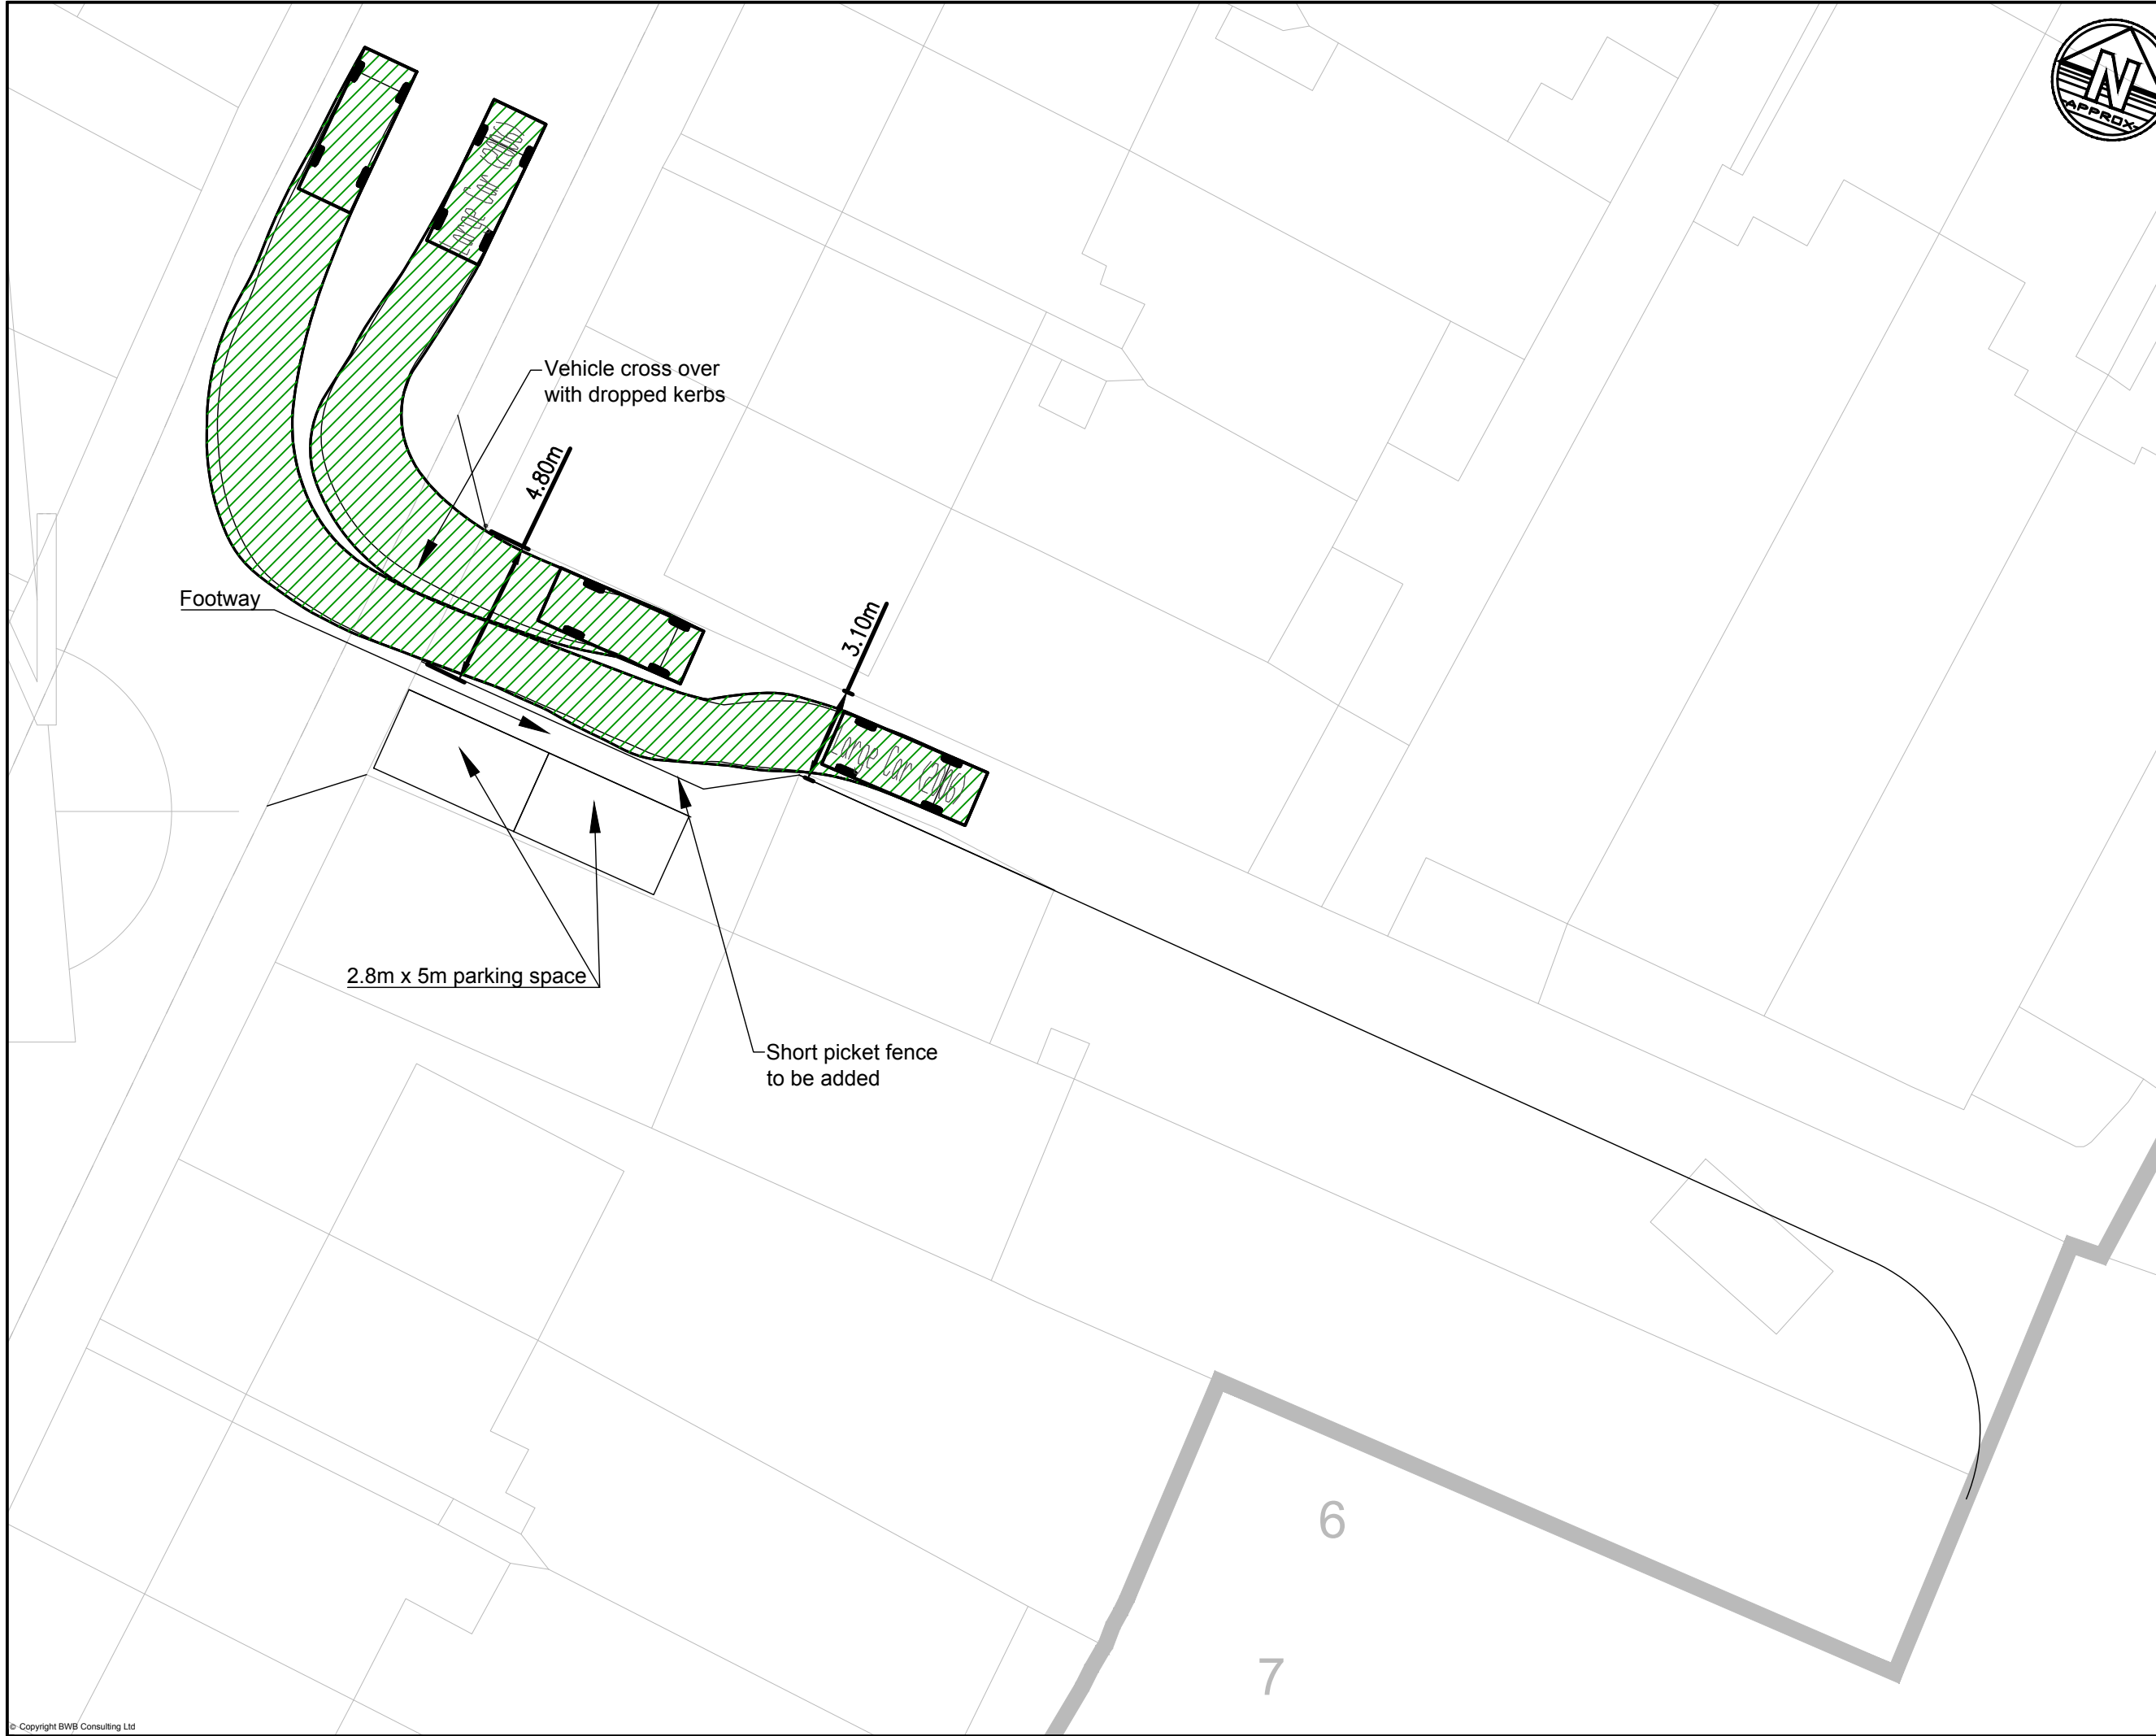 N
APPROX.
Large Car (2006)
Vehicle cross over
with dropped kerbs
4.80m
Footway
3.10m
Large Car (2006)
2.8m x 5m parking space
Short picket fence
to be added
6
7
© Copyright BWB Consulting Ltd